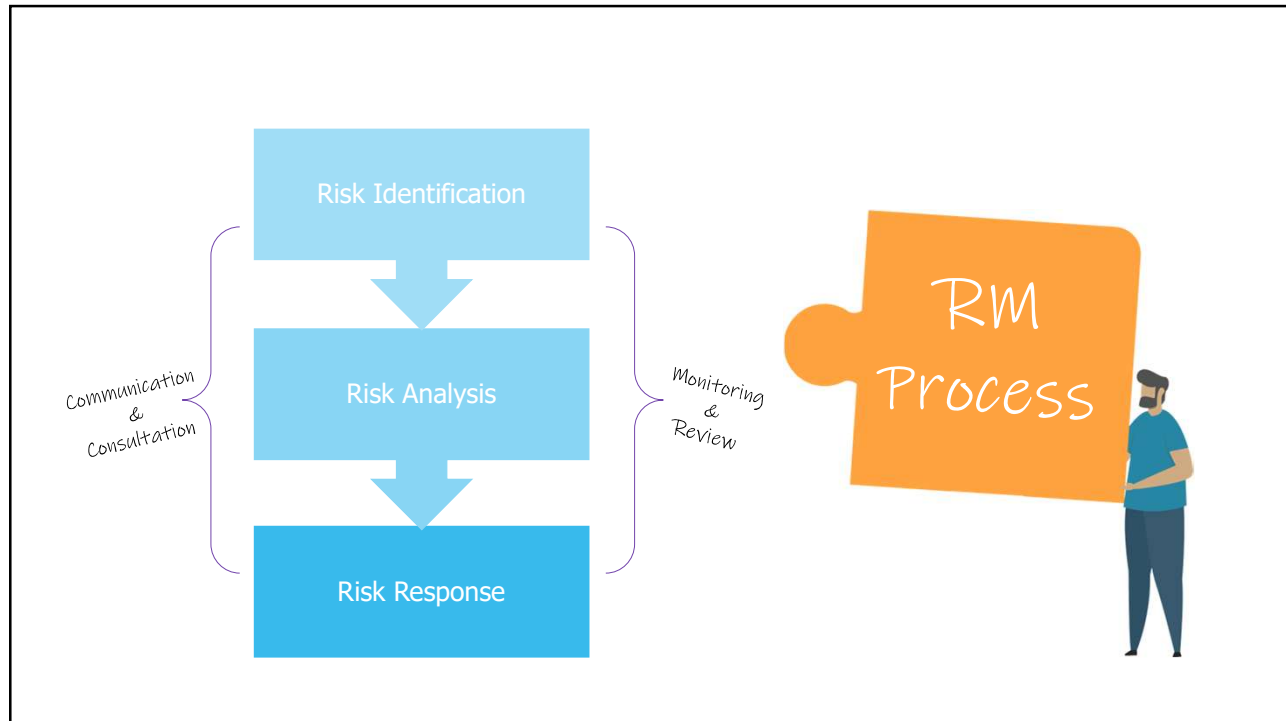 Risk Identification
Communication
&
Consultation
Risk Analysis
Monitoring
&
Review
Risk Response
RM
Process